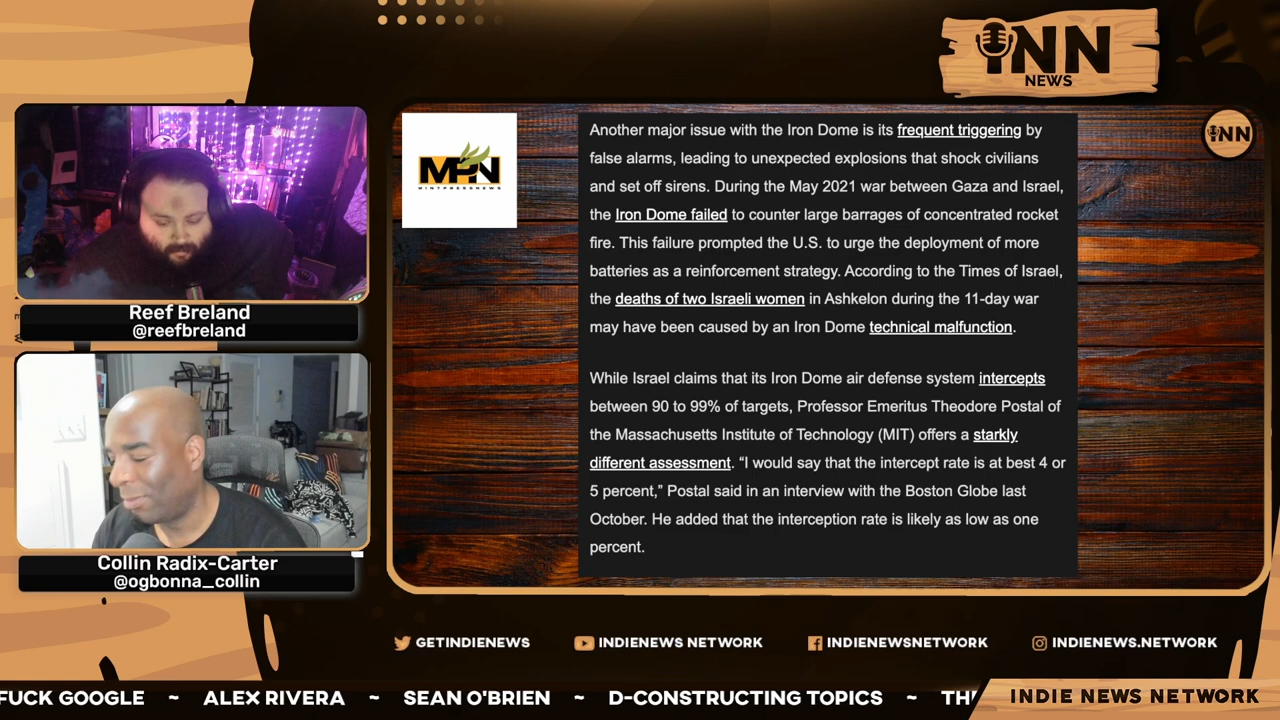 iNN
NEWS
iNN
MPN
MINTPRESSNEWS
Another major issue with the Iron Dome is its frequent triggering by
false alarms, leading to unexpected explosions that shock civilians
and set off sirens. During the May 2021 war between Gaza and Israel,
the Iron Dome failed to counter large barrages of concentrated rocket
fire. This failure prompted the U.S. to urge the deployment of more
batteries as a reinforcement strategy. According to the Times of Israel,
the deaths of two Israeli women in Ashkelon during the 11-day war
may have been caused by an Iron Dome technical malfunction.
While Israel claims that its Iron Dome air defense system intercepts
between 90 to 99% of targets, Professor Emeritus Theodore Postal of
the Massachusetts Institute of Technology (MIT) offers a starkly
different assessment. “I would say that the intercept rate is at best 4 or
5 percent,” Postal said in an interview with the Boston Globe last
October. He added that the interception rate is likely as low as one
percent.
Reef Breland
@reefbreland
Collin Radix-Carter
@ogbonna_collin
GETINDIENEWS
INDIENEWS NETWORK
INDIENEWSNETWORK
INDIENEWS.NETWORK
FUCK GOOGLE ~ ALEX RIVERA ~ SEAN O'BRIEN ~ D-CONSTRUCTING TOPICS ~
INDIE NEWS NETWORK